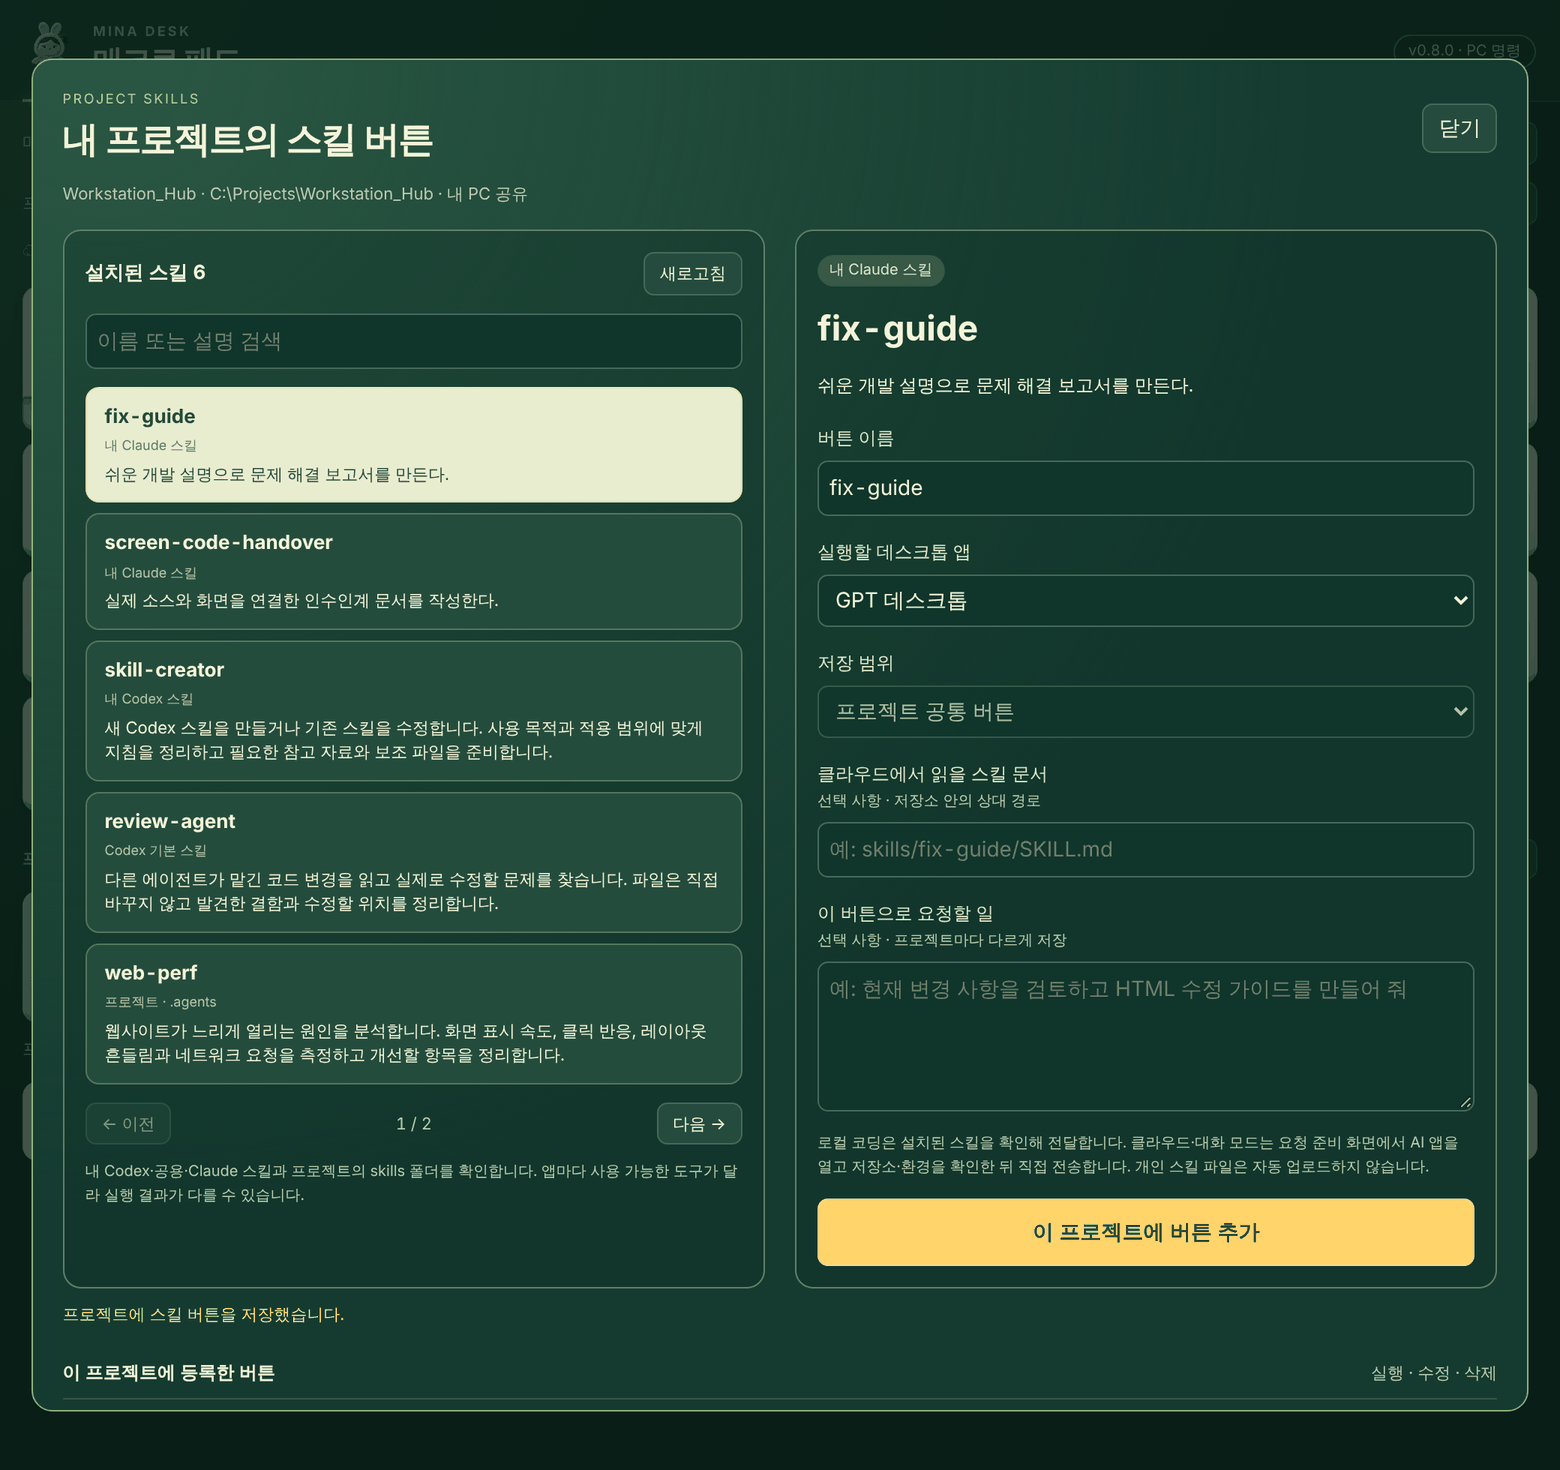 MINA DESK
v0.8.0 · PC 명령
PROJECT SKILLS
내 프로젝트의 스킬 버튼
닫기
Workstation_Hub · C:\Projects\Workstation_Hub · 내 PC 공유
설치된 스킬 6
새로고침
이름 또는 설명 검색
fix-guide
내 Claude 스킬
쉬운 개발 설명으로 문제 해결 보고서를 만든다.
screen-code-handover
내 Claude 스킬
실제 소스와 화면을 연결한 인수인계 문서를 작성한다.
skill-creator
내 Codex 스킬
새 Codex 스킬을 만들거나 기존 스킬을 수정합니다. 사용 목적과 적용 범위에 맞게
지침을 정리하고 필요한 참고 자료와 보조 파일을 준비합니다.
review-agent
Codex 기본 스킬
다른 에이전트가 맡긴 코드 변경을 읽고 실제로 수정할 문제를 찾습니다. 파일은 직접
바꾸지 않고 발견한 결함과 수정할 위치를 정리합니다.
web-perf
프로젝트 · .agents
웹사이트가 느리게 열리는 원인을 분석합니다. 화면 표시 속도, 클릭 반응, 레이아웃
흔들림과 네트워크 요청을 측정하고 개선할 항목을 정리합니다.
← 이전
1 / 2
다음 →
내 Codex·공용·Claude 스킬과 프로젝트의 skills 폴더를 확인합니다. 앱마다 사용 가능한 도구가 달
라 실행 결과가 다를 수 있습니다.
내 Claude 스킬
fix-guide
쉬운 개발 설명으로 문제 해결 보고서를 만든다.
버튼 이름
fix-guide
실행할 데스크톱 앱
GPT 데스크톱
저장 범위
프로젝트 공통 버튼
클라우드에서 읽을 스킬 문서
선택 사항 · 저장소 안의 상대 경로
예: skills/fix-guide/SKILL.md
이 버튼으로 요청할 일
선택 사항 · 프로젝트마다 다르게 저장
예: 현재 변경 사항을 검토하고 HTML 수정 가이드를 만들어 줘
로컬 코딩은 설치된 스킬을 확인해 전달합니다. 클라우드·대화 모드는 요청 준비 화면에서 AI 앱을
열고 저장소·환경을 확인한 뒤 직접 전송합니다. 개인 스킬 파일은 자동 업로드하지 않습니다.
이 프로젝트에 버튼 추가
프로젝트에 스킬 버튼을 저장했습니다.
이 프로젝트에 등록한 버튼
실행 · 수정 · 삭제